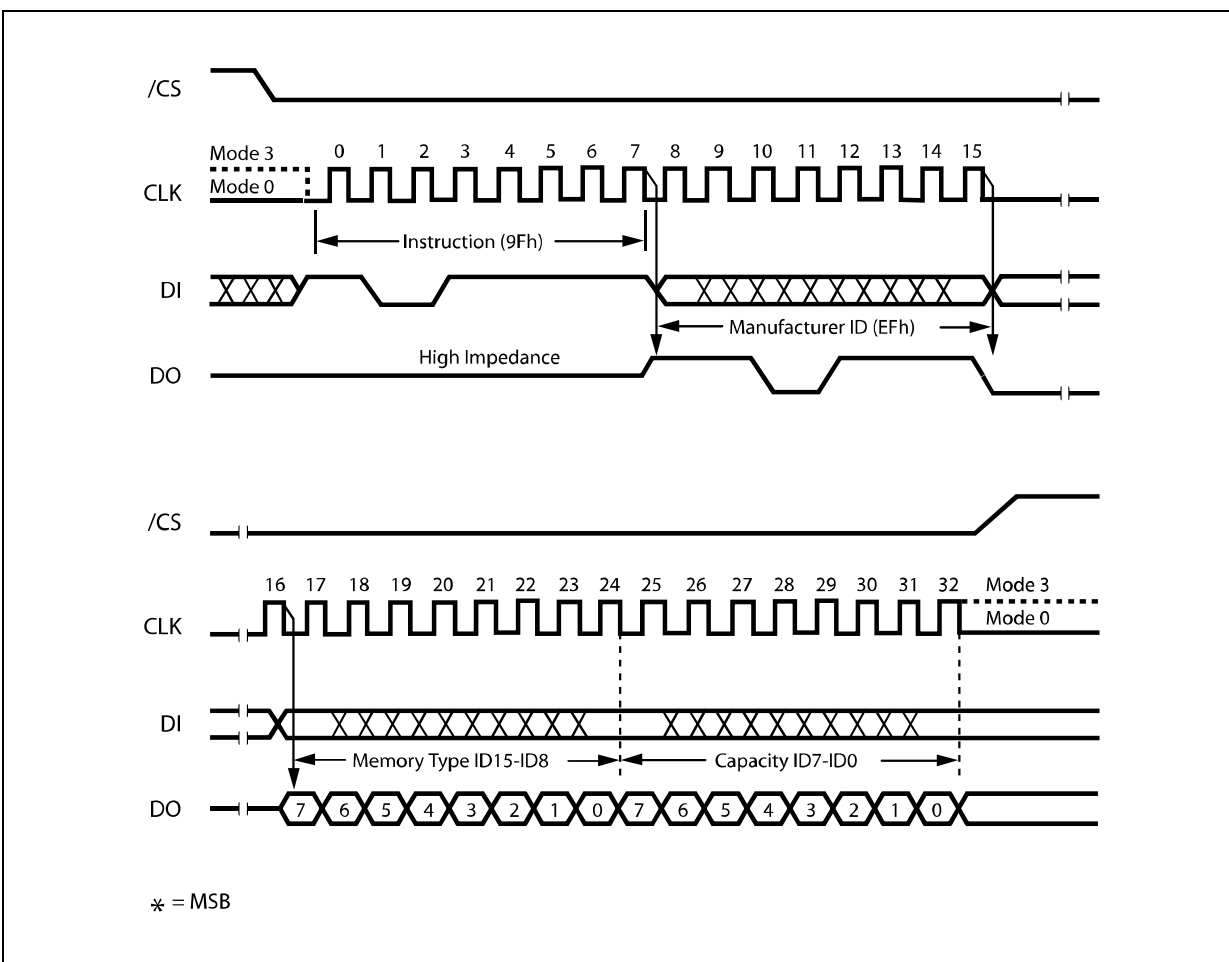 /CS
Mode 3
0 1 2 3 4 5 6 7 8 9 10 11 12 13 14 15
Mode 0
CLK
Instruction (9Fh)
DI
Manufacturer ID (EFh)
High Impedance
DO
/CS
16 17 18 19 20 21 22 23 24 25 26 27 28 29 30 31 32
Mode 3
CLK
Mode 0
DI
Memory Type ID15-ID8
Capacity ID7-ID0
DO
7 6 5 4 3 2 1 0 7 6 5 4 3 2 1 0
* = MSB